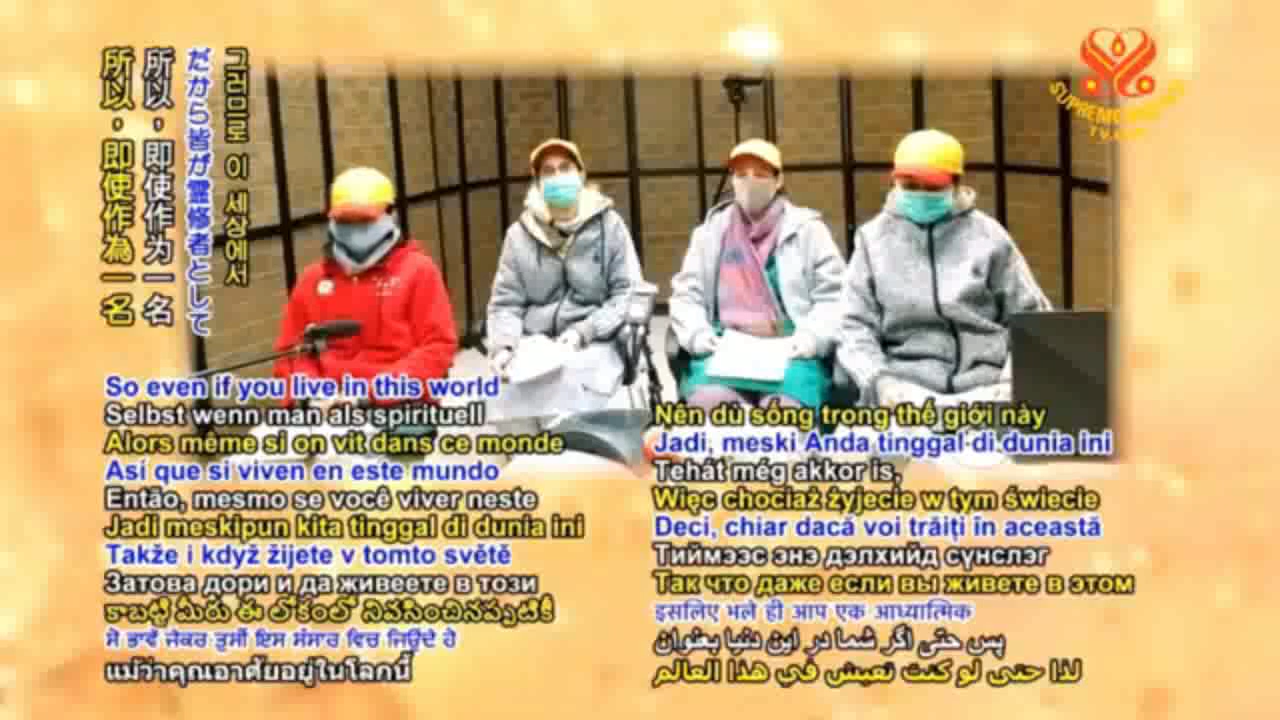 그러므로 이 세상에서
だから皆が霊修者として
所以，即使作为一名
所以，即使作為一名
SUPREME MASTER
TV
So even if you live in this world
Selbst wenn man als spirituell
Alors même si on vit dans ce monde
Así que si viven en este mundo
Então, mesmo se você viver neste
Jadi meskipun kita tinggal di dunia ini
Takže i když žijete v tomto světě
Затова дори и да живеете в този
కాబట్టి మీరు ఈ లోకంలో నివసించినప్పటికీ
ਸੋ ਭਾਵੇਂ ਜੇਕਰ ਤੁਸੀਂ ਇਸ ਸੰਸਾਰ ਵਿਚ ਜਿਉਂਦੇ ਹੋ
แม้ว่าคุณอาศัยอยู่ในโลกนี้
Nên dù sống trong thế giới này
Jadi, meski Anda tinggal di dunia ini
Tehát még akkor is,
Więc chociaż żyjecie w tym świecie
Deci, chiar dacă voi trăiți în această
Тиймээс энэ дэлхийд сүнслэг
Так что даже если вы живете в этом
इसलिए भले ही आप एक आध्यात्मिक
پس حتی اگر شما در این دنیا بعنوان
لذا حتى لو كنت تعيش في هذا العالم